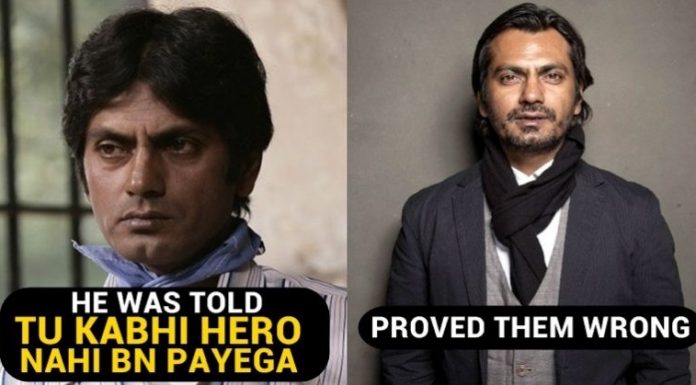 HE WAS TOLD
TU KABHI HERO
NAHI BN PAYEGA
PROVED THEM WRONG